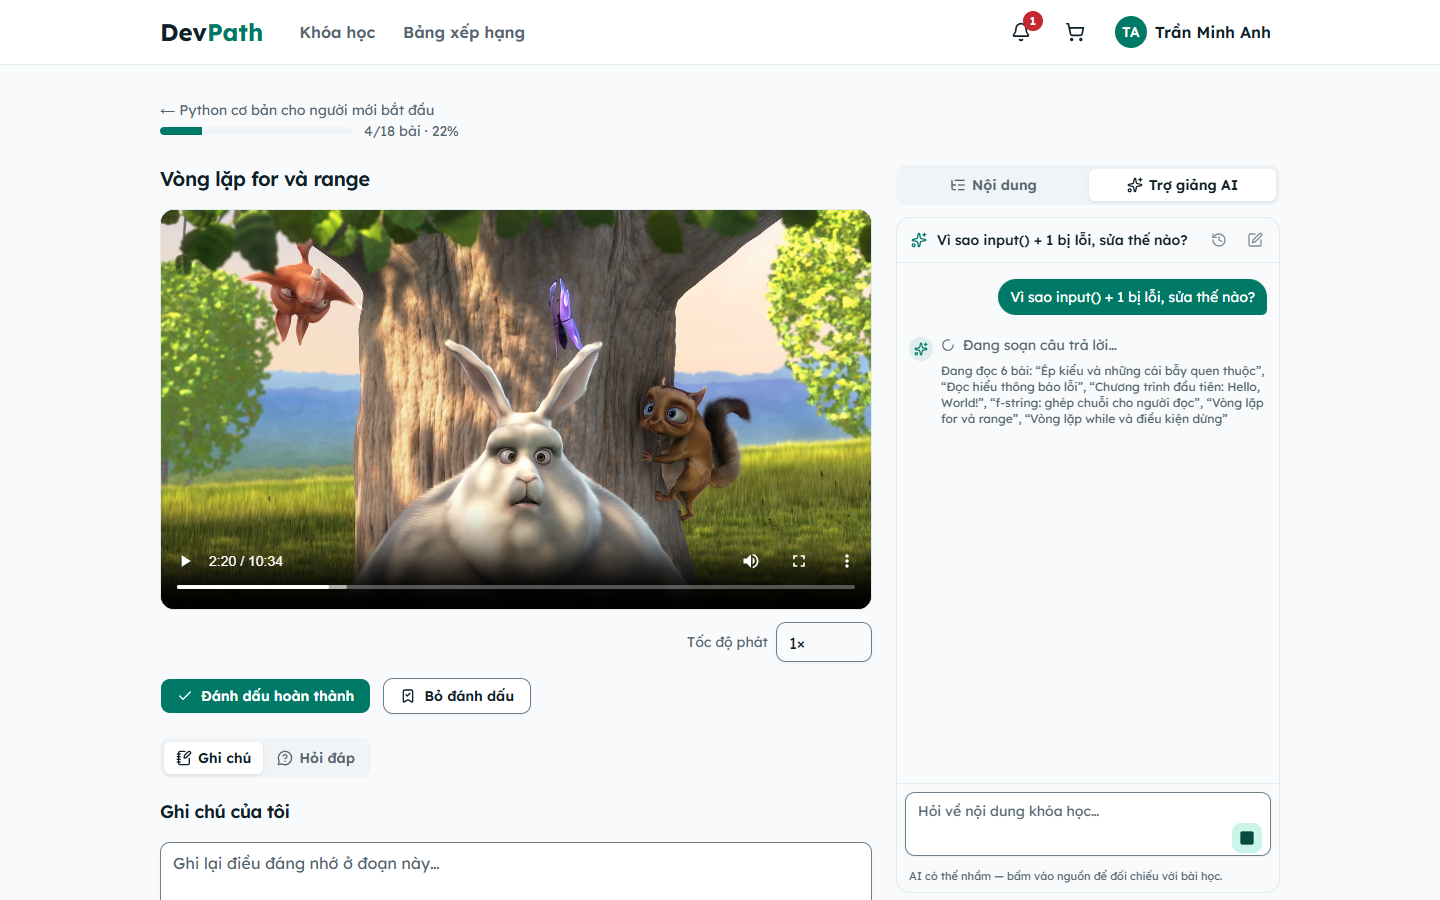 DevPath
Khóa học
Bảng xếp hạng
1
TA
Trần Minh Anh
← Python cơ bản cho người mới bắt đầu
4/18 bài · 22%
Vòng lặp for và range
2:20 / 10:34
Tốc độ phát
1×
Đánh dấu hoàn thành
Bỏ đánh dấu
Ghi chú
Hỏi đáp
Ghi chú của tôi
Ghi lại điều đáng nhớ ở đoạn này…
Nội dung
Trợ giảng AI
Vì sao input() + 1 bị lỗi, sửa thế nào?
Vì sao input() + 1 bị lỗi, sửa thế nào?
Đang soạn câu trả lời…
Đang đọc 6 bài: “Ép kiểu và những cái bẫy quen thuộc”,
“Đọc hiểu thông báo lỗi”, “Chương trình đầu tiên: Hello,
World!”, “f-string: ghép chuỗi cho người đọc”, “Vòng lặp
for và range”, “Vòng lặp while và điều kiện dừng”
Hỏi về nội dung khóa học…
AI có thể nhầm — bấm vào nguồn để đối chiếu với bài học.